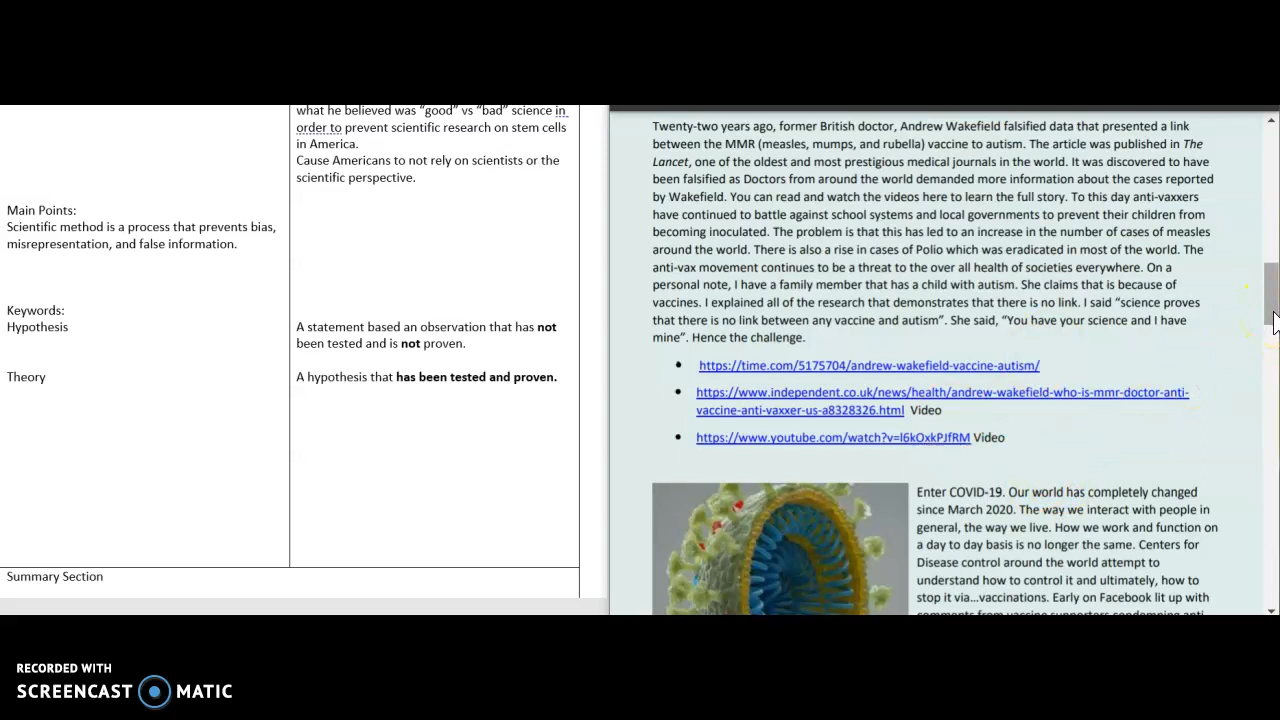 what he believed was “good” vs “bad” science in
order to prevent scientific research on stem cells
in America.
Cause Americans to not rely on scientists or the
scientific perspective.
Main Points:
Scientific method is a process that prevents bias,
misrepresentation, and false information.
Keywords:
Hypothesis
A statement based an observation that has not
been tested and is not proven.
Theory
A hypothesis that has been tested and proven.
Summary Section
Twenty-two years ago, former British doctor, Andrew Wakefield falsified data that presented a link
between the MMR (measles, mumps, and rubella) vaccine to autism. The article was published in The
Lancet, one of the oldest and most prestigious medical journals in the world. It was discovered to have
been falsified as Doctors from around the world demanded more information about the cases reported
by Wakefield. You can read and watch the videos here to learn the full story. To this day anti-vaxxers
have continued to battle against school systems and local governments to prevent their children from
becoming inoculated. The problem is that this has led to an increase in the number of cases of measles
around the world. There is also a rise in cases of Polio which was eradicated in most of the world. The
anti-vax movement continues to be a threat to the over all health of societies everywhere. On a
personal note, I have a family member that has a child with autism. She claims that is because of
vaccines. I explained all of the research that demonstrates that there is no link. I said “science proves
that there is no link between any vaccine and autism”. She said, “You have your science and I have
mine”. Hence the challenge.
• https://time.com/5175704/andrew-wakefield-vaccine-autism/
• https://www.independent.co.uk/news/health/andrew-wakefield-who-is-mmr-doctor-anti-
vaccine-anti-vaxxer-us-a8328326.html Video
• https://www.youtube.com/watch?v=l6kOxkPJfRM Video
Enter COVID-19. Our world has completely changed
since March 2020. The way we interact with people in
general, the way we live. How we work and function on
a day to day basis is no longer the same. Centers for
Disease control around the world attempt to
understand how to control it and ultimately, how to
stop it via…vaccinations. Early on Facebook lit up with
comments from vaccine supporters condemning anti-
RECORDED WITH
SCREENCAST MATIC